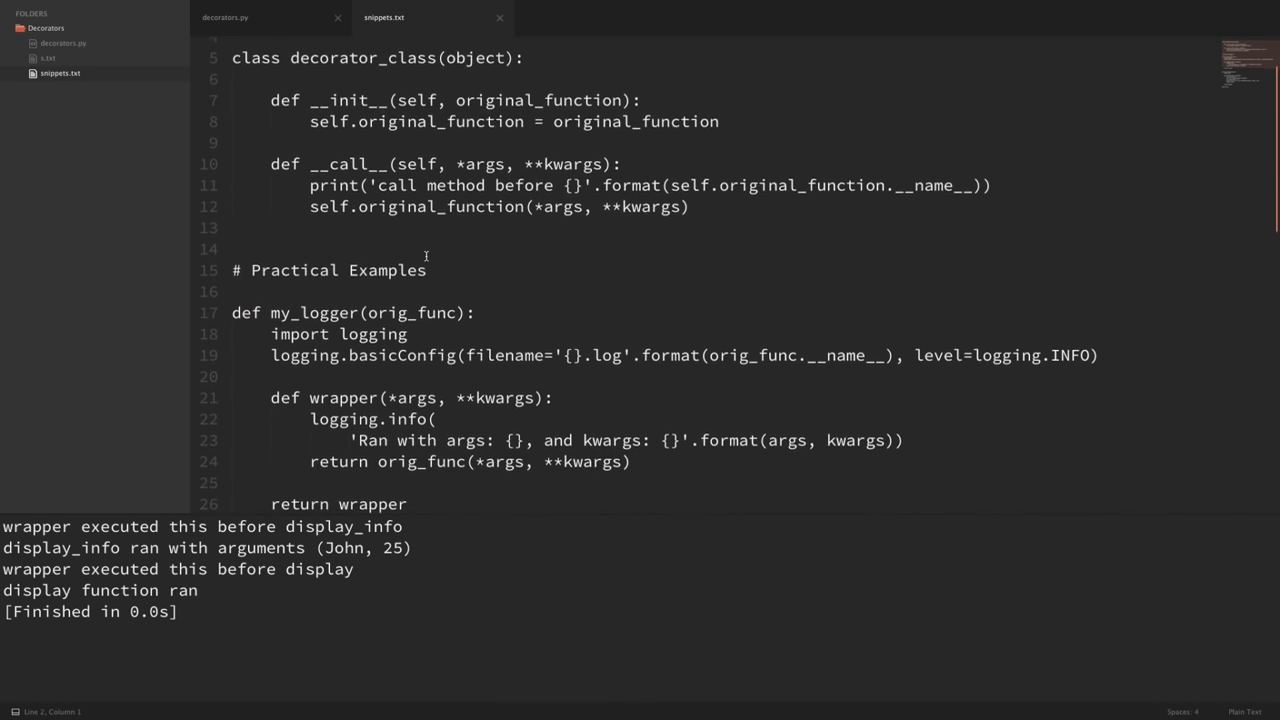 FOLDERS
Decorators
decorators.py
s.txt
snippets.txt
decorators.py
snippets.txt
4
5 class decorator_class(object):
6
7     def __init__(self, original_function):
8         self.original_function = original_function
9
10     def __call__(self, *args, **kwargs):
11         print('call method before {}'.format(self.original_function.__name__))
12         self.original_function(*args, **kwargs)
13
14
15 # Practical Examples
16
17 def my_logger(orig_func):
18     import logging
19     logging.basicConfig(filename='{}.log'.format(orig_func.__name__), level=logging.INFO)
20
21     def wrapper(*args, **kwargs):
22         logging.info(
23             'Ran with args: {}, and kwargs: {}'.format(args, kwargs))
24         return orig_func(*args, **kwargs)
25
26     return wrapper
wrapper executed this before display_info
display_info ran with arguments (John, 25)
wrapper executed this before display
display function ran
[Finished in 0.0s]
Line 2, Column 1
Spaces: 4
Plain Text